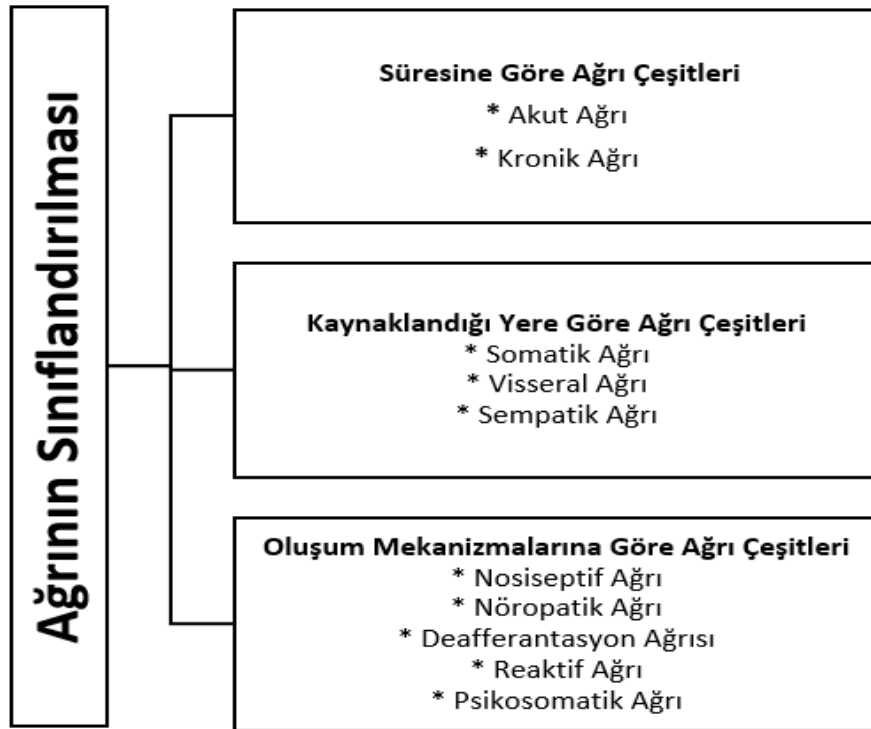 Ağrının Sınıflandırılması
Süresine Göre Ağrı Çeşitleri
* Akut Ağrı
* Kronik Ağrı
Kaynaklandığı Yere Göre Ağrı Çeşitleri
* Somatik Ağrı
* Visseral Ağrı
* Sempatik Ağrı
Oluşum Mekanizmalarına Göre Ağrı Çeşitleri
* Nosiseptif Ağrı
* Nöropatik Ağrı
* Deafferantasyon Ağrısı
* Reaktif Ağrı
* Psikosomatik Ağrı